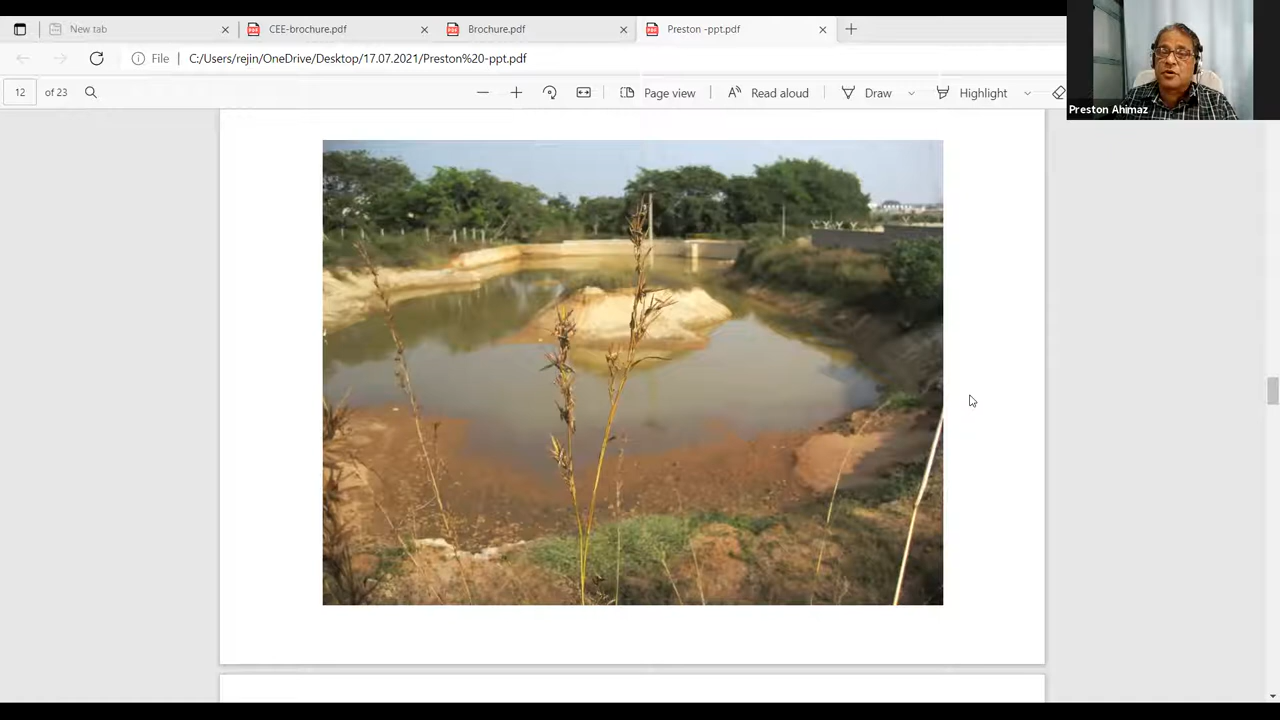 New tab
CEE-brochure.pdf
Brochure.pdf
Preston -ppt.pdf
File
C:/Users/rejin/OneDrive/Desktop/17.07.2021/Preston%20-ppt.pdf
12 of 23
Page view
Read aloud
Draw
Highlight
Preston Ahimaz